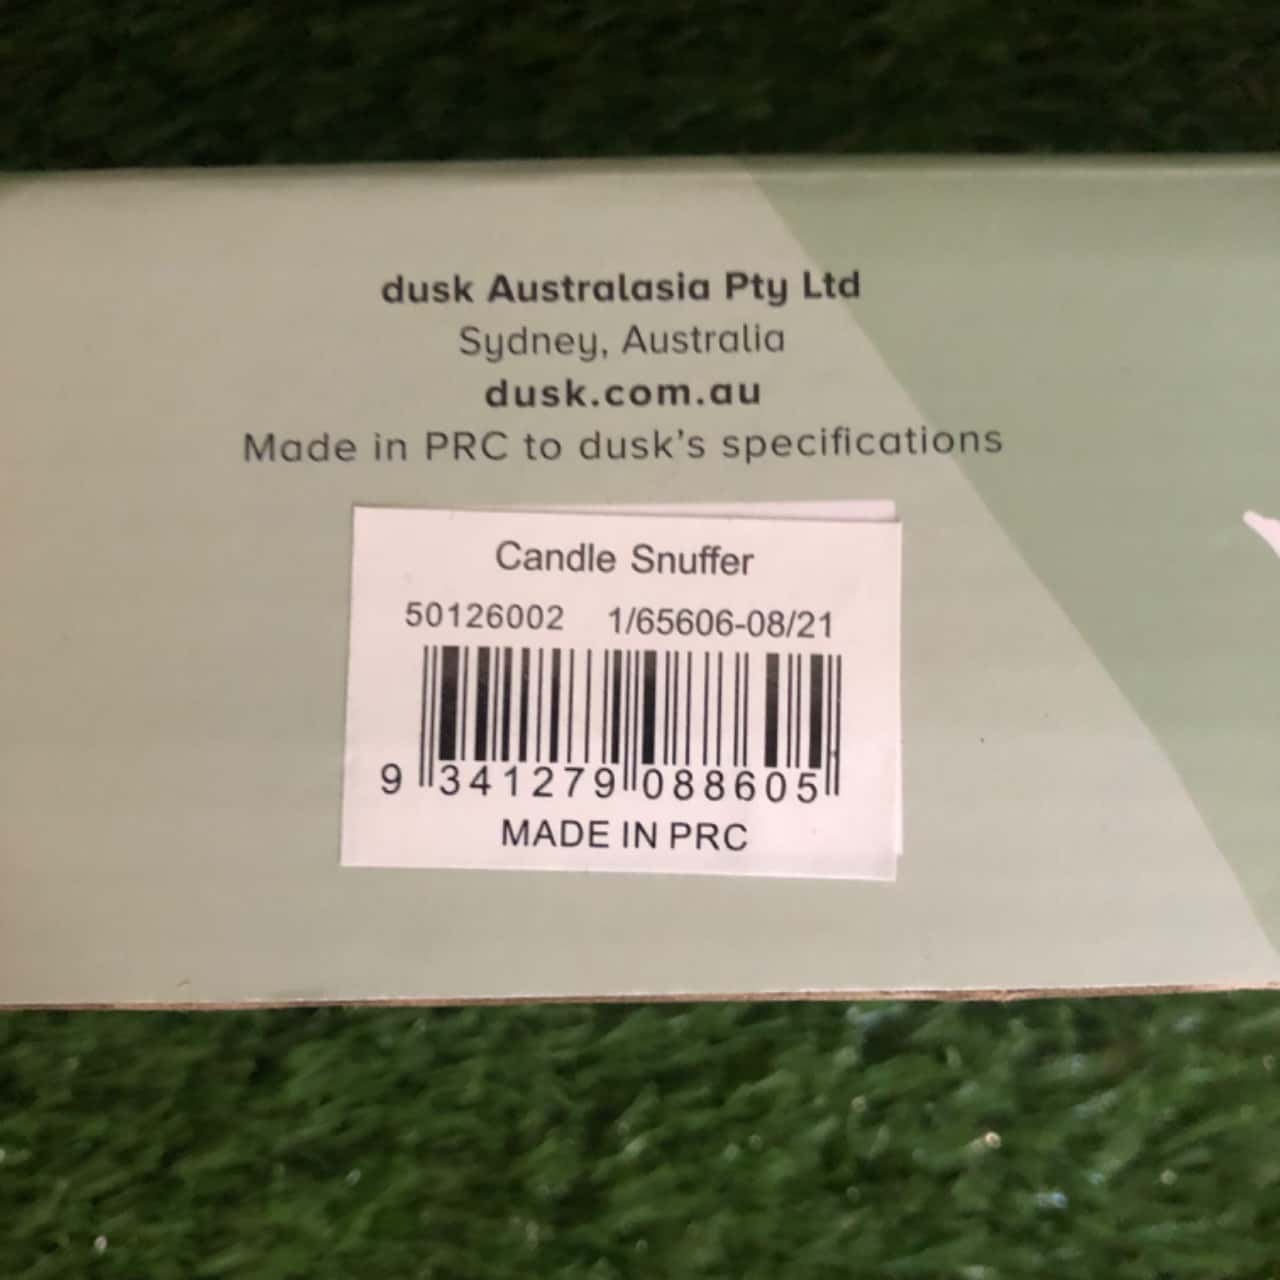 dusk Australasia Pty Ltd
Sydney, Australia
dusk.com.au
Made in PRC to dusk's specifications
Candle Snuffer
50126002 1/65606-08/21
9 341279 088605
MADE IN PRC